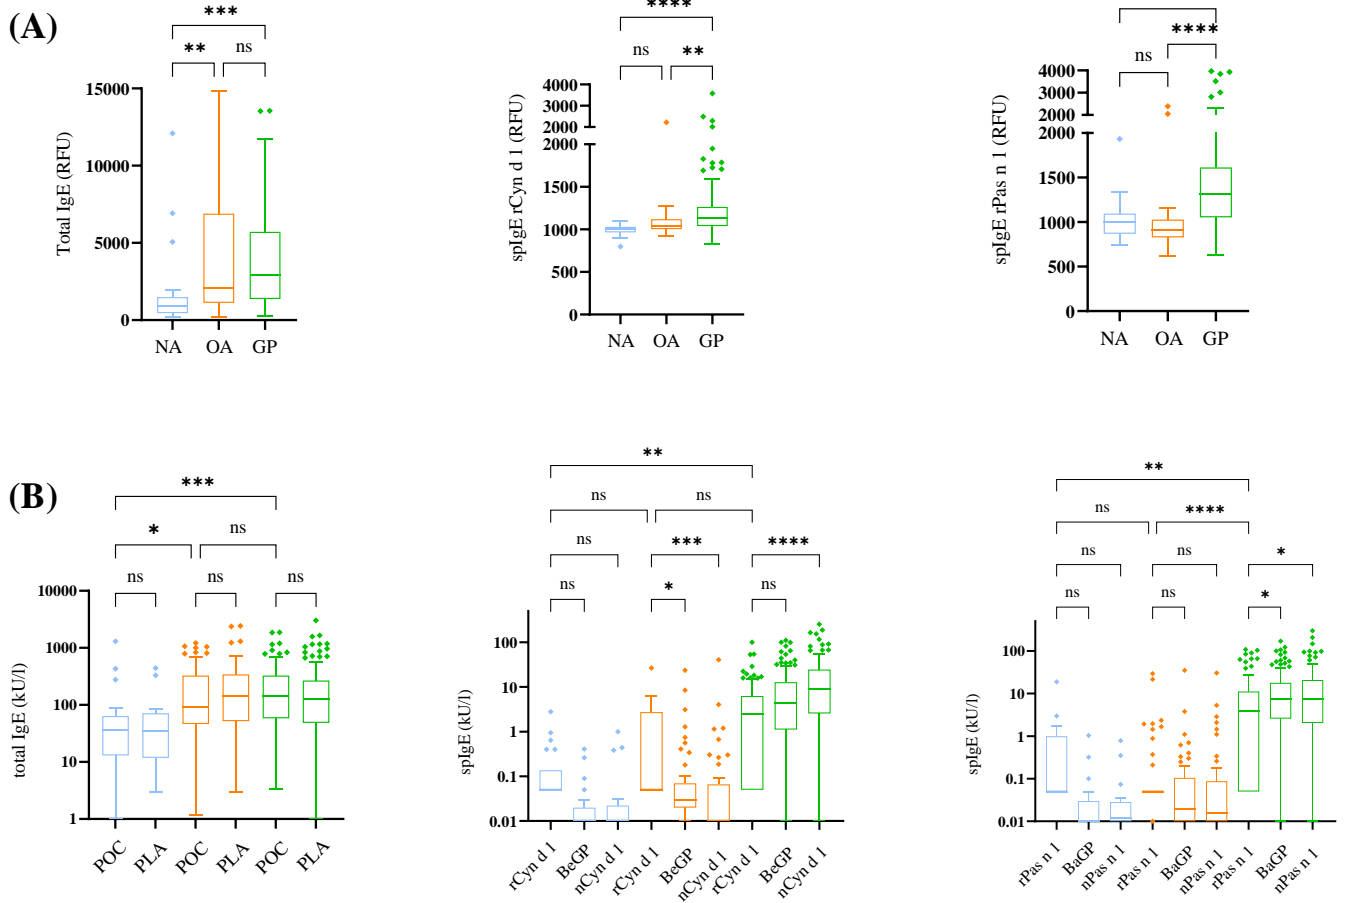 (A)
***
**
ns
Total IgE (RFU)
15000
10000
5000
0
NA
OA
GP
****
ns
**
spIgE rCyn d 1 (RFU)
4000
3000
2000
2000
1500
1000
500
0
NA
OA
GP
****
ns
spIgE rPas n 1 (RFU)
4000
3000
2000
2000
1500
1000
500
0
NA
OA
GP
(B)
***
*
ns
ns
ns
ns
total IgE (kU/l)
10000
1000
100
10
1
POC
PLA
POC
PLA
POC
PLA
**
ns
ns
ns
***
****
ns
*
ns
spIgE (kU/l)
100
10
1
0.1
0.01
rCyn d 1
BeGP
nCyn d 1
rCyn d 1
BeGP
nCyn d 1
rCyn d 1
BeGP
nCyn d 1
**
ns
****
ns
ns
*
ns
ns
*
spIgE (kU/l)
100
10
1
0.1
0.01
rPas n 1
BaGP
nPas n 1
rPas n 1
BaGP
nPas n 1
rPas n 1
BaGP
nPas n 1